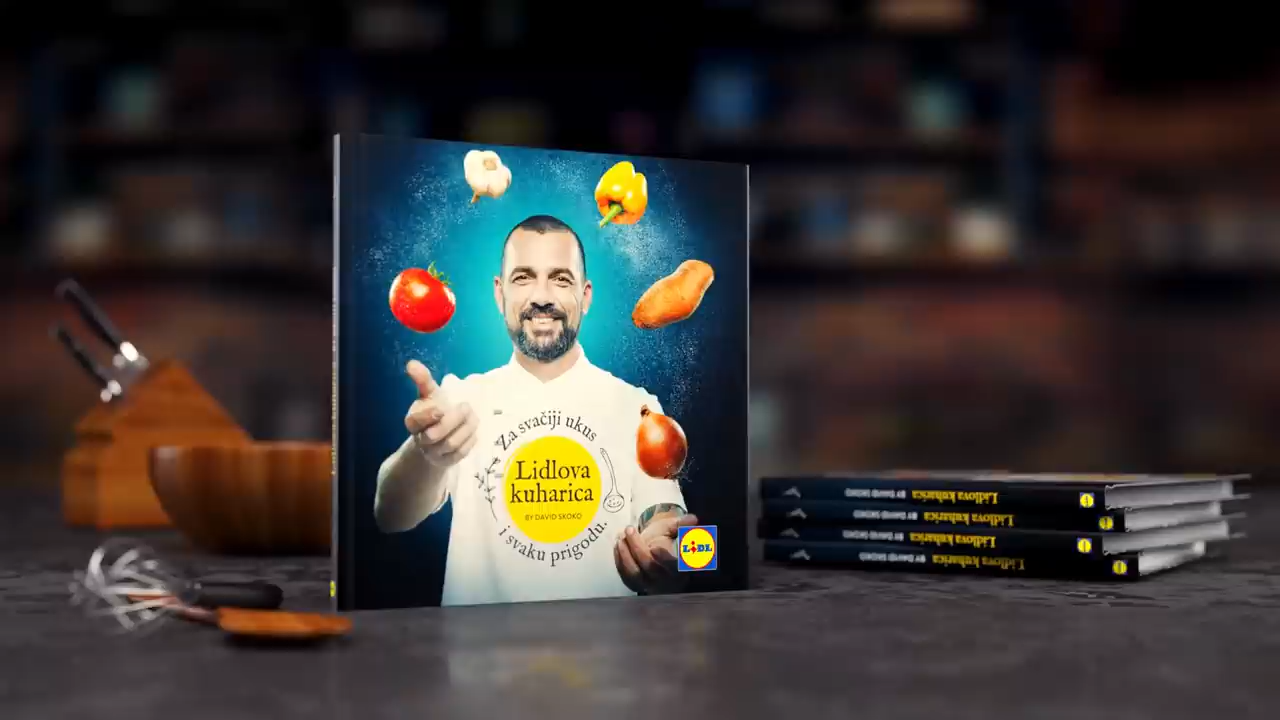 Za svačiji ukus
Lidlova
kuharica
BY DAVID SKOKO
i svaku prigodu.
LIDL
Lidlova kuharica BY DAVID SKOKO
Lidlova kuharica BY DAVID SKOKO
Lidlova kuharica BY DAVID SKOKO
Lidlova kuharica BY DAVID SKOKO